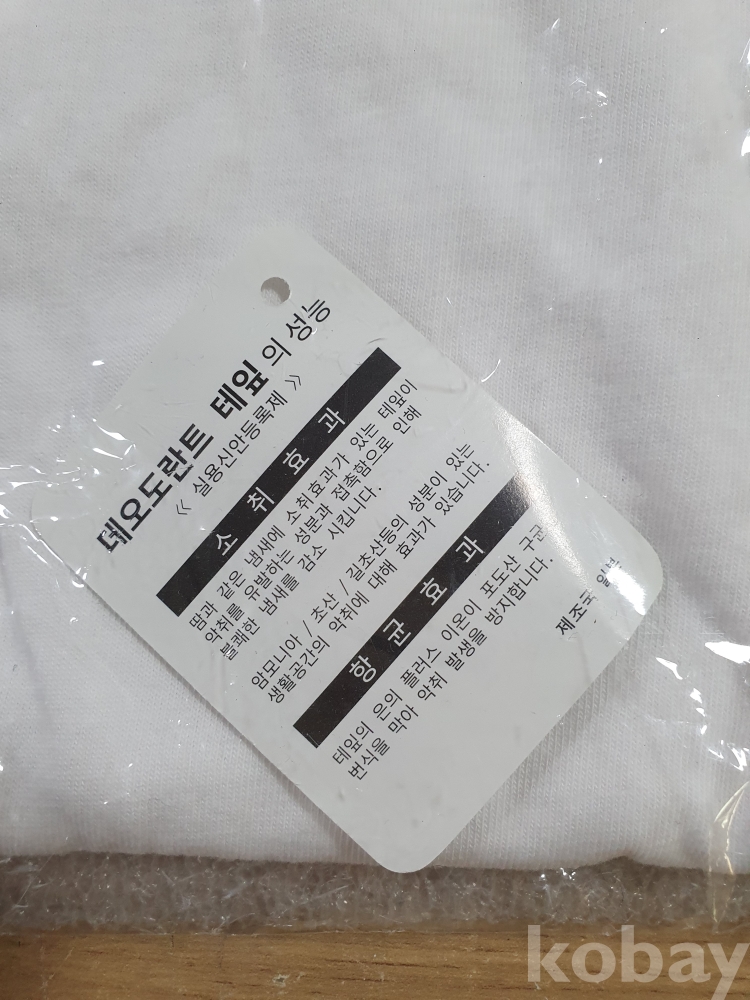 데오도란트 테잎의 성능
《 실용신안등록제 》
소취효과
땀과 같은 냄새에 소취효과가 있는 테잎이
악취를 유발하는 성분과 접촉함으로 인해
불쾌한 냄새를 감소 시킵니다.
암모니아 / 초산 / 길초산등의 성분이 있는
생활공간의 악취에 대해 효과가 있습니다.
항균효과
테잎의 은의 플러스 이온이 포도산 구균
번식을 막아 악취 발생을 방지합니다.
제조국 일본
kobay